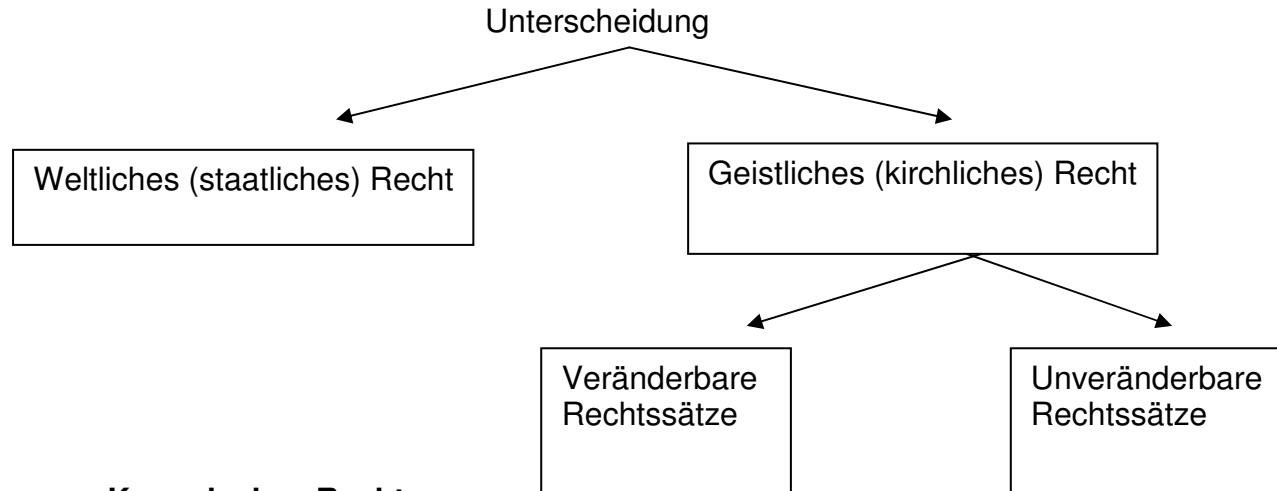 Unterscheidung
Weltliches (staatliches) Recht
Geistliches (kirchliches) Recht
Veränderbare
Rechtssätze
Unveränderbare
Rechtssätze